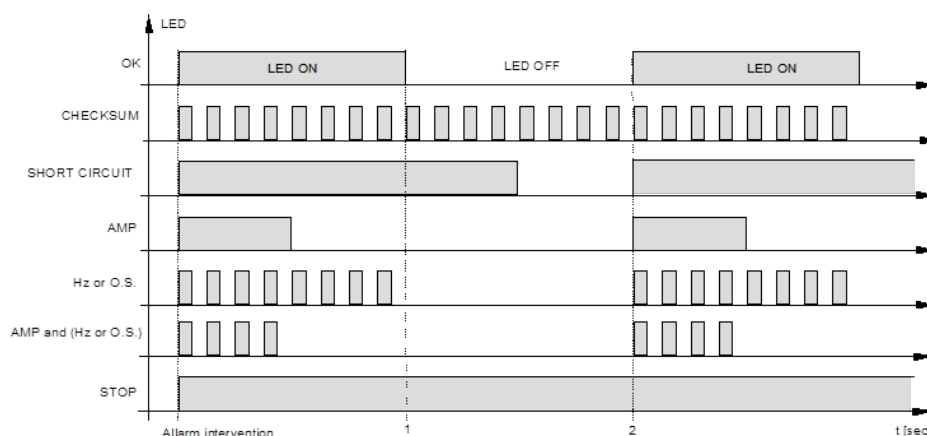 LED
OK
LED ON
LED OFF
LED ON
CHECKSUM
SHORT CIRCUIT
AMP
Hz or O.S.
AMP and (Hz or O.S.)
STOP
Allarm intervention
1
2
t [sec